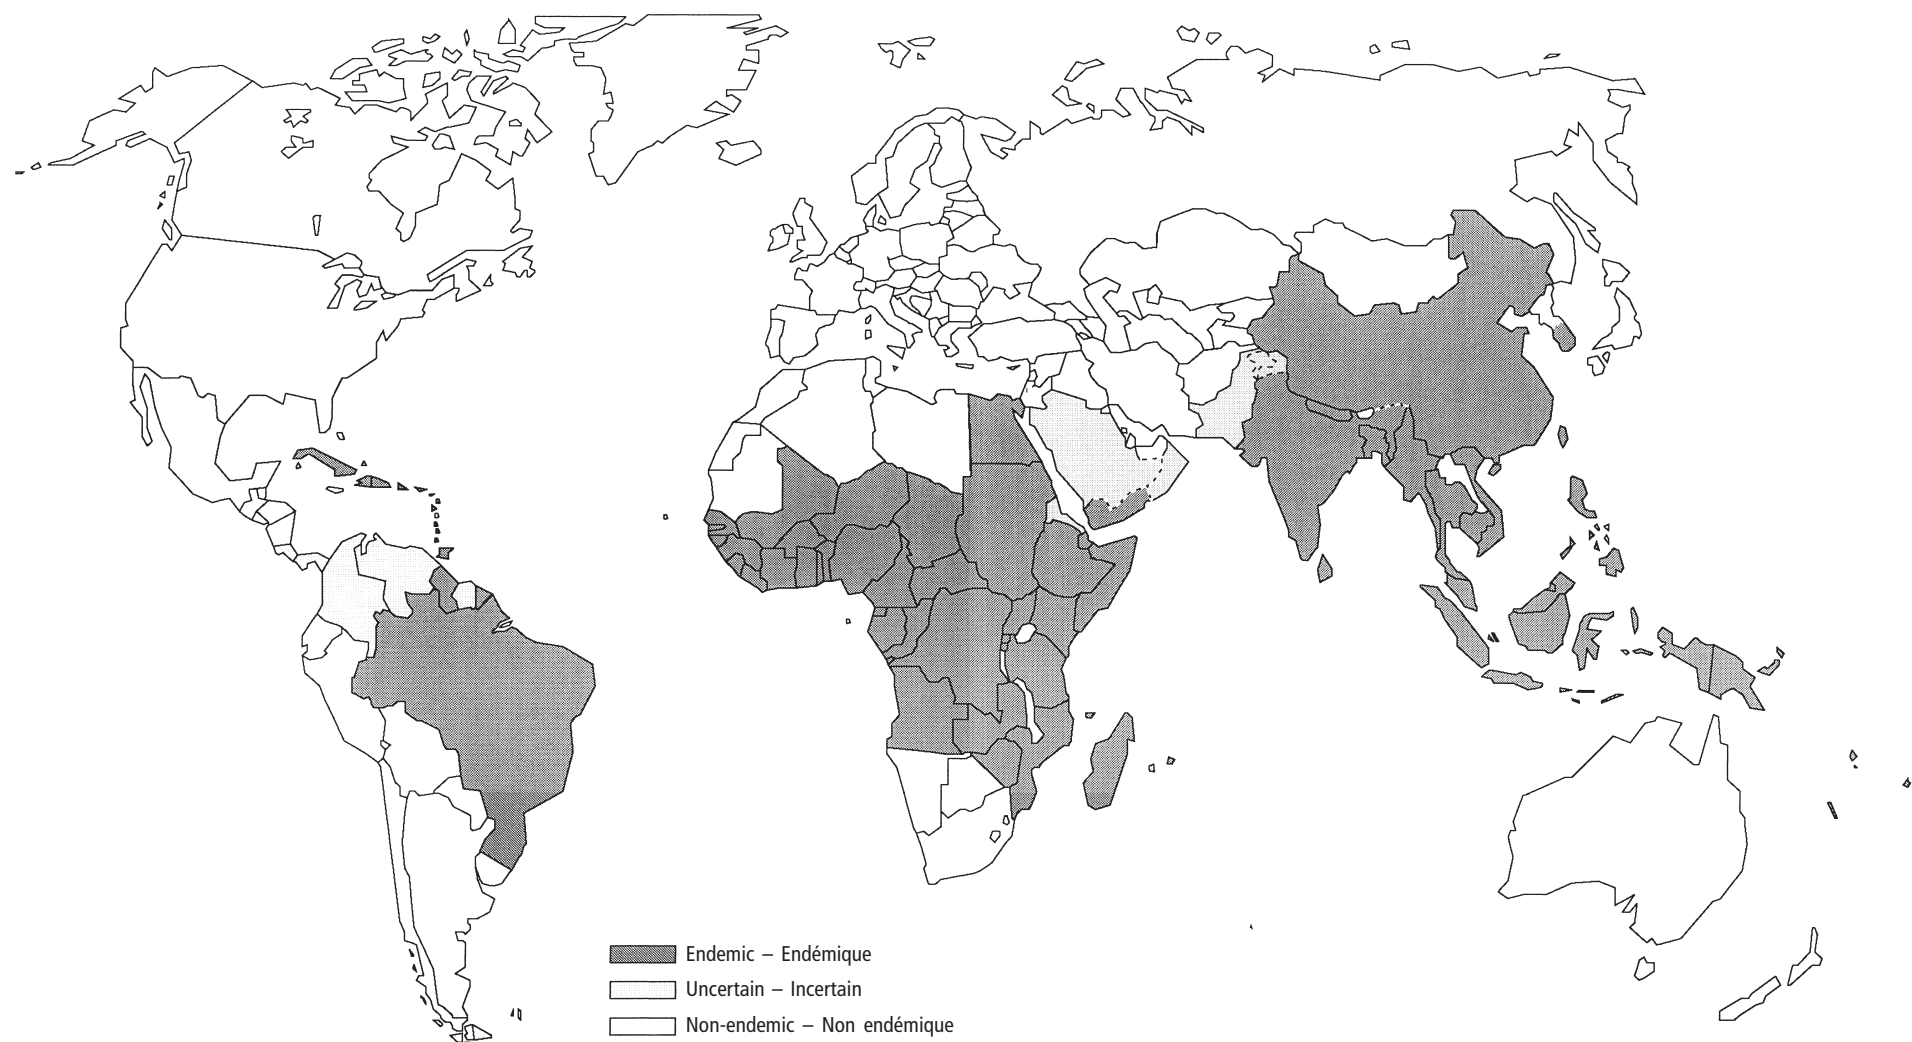 Endemic – Endémique
Uncertain – Incertain
Non-endemic – Non endémique